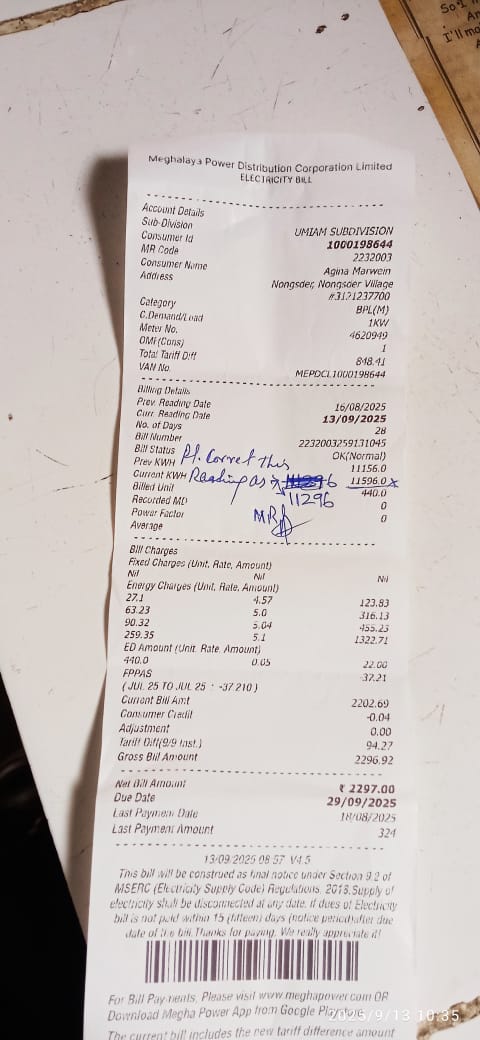 So I
I'll ma
Meghalaya Power Distribution Corporation Limited
ELECTRICITY BILL
Account Details
Sub-Division UMIAM SUBDIVISION
Consumer Id 1000198644
MR Code 2232003
Consumer Name Agina Marwein
Address Nongsder, Nongsder Village
#3121237700
Category BPL(M)
C.Demand/Load 1KW
Meter No. 4620949
OMF(Cons) 1
Total Tariff Diff 848.41
VAN No. MEPDCL1000198644
Billing Details
Prev. Reading Date 16/08/2025
Curr. Reading Date 13/09/2025
No. of Days 28
Bill Number 2232003259131045
Bill Status OK(Normal)
Prev KWH Pl. Correct this 11156.0
Current KWH Reading as 11596.0 x
Billed Unit 11296 440.0
Recorded MD 0
Power Factor MR 0
Average
Bill Charges
Fixed Charges (Unit, Rate, Amount)
Nil Nil Nil
Energy Charges (Unit, Rate, Amount)
27.1 4.57 123.83
63.23 5.0 316.13
90.32 5.04 455.23
259.35 5.1 1322.71
ED Amount (Unit. Rate. Amount)
440.0 0.05 22.00
FPPAS -37.21
( JUL 25 TO JUL 25 : -37.210 )
Current Bill Amt 2202.69
Consumer Credit -0.04
Adjustment 0.00
Tariff Diff(9/9 Inst.) 94.27
Gross Bill Amount 2296.92
Net Bill Amount ₹ 2297.00
Due Date 29/09/2025
Last Payment Date 18/08/2025
Last Payment Amount 324
13/09/2025 08:57 V4.5
This bill will be construed as final notice under Section 9.2 of
MSERC (Electricity Supply Code) Regulations, 2018.Supply of
electricity shall be disconnected at any date, if dues of Electricity
bill is not paid within 15 (fifteen) days (notice period)after due
date of the bill.Thanks for paying. We really appreciate it!
For Bill Payments, Please visit www.meghapower.com OR
Download Megha Power App from Google
2025/9/13 10:35
The current bill includes the new tariff difference amount